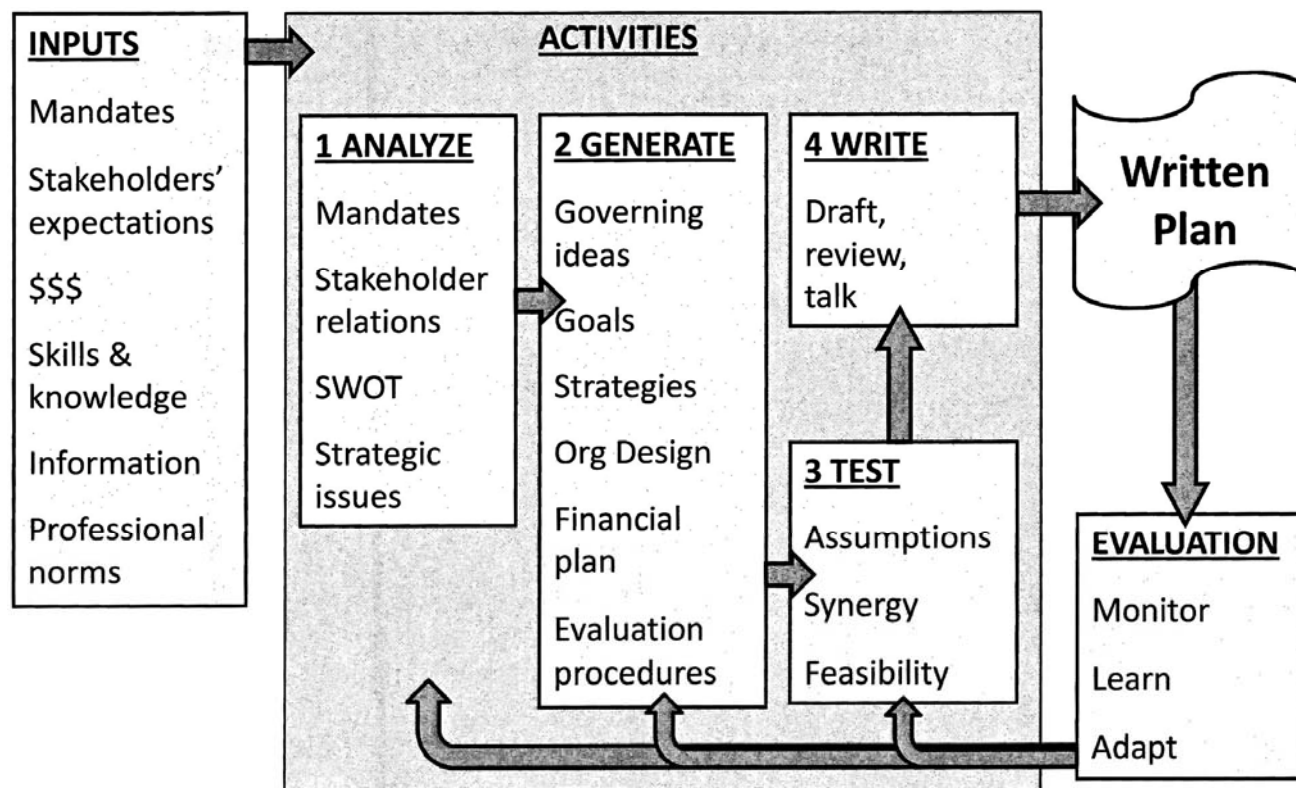 INPUTS
Mandates
Stakeholders'
expectations
$$$
Skills &
knowledge
Information
Professional
norms
ACTIVITIES
1 ANALYZE
Mandates
Stakeholder
relations
SWOT
Strategic
issues
2 GENERATE
Governing
ideas
Goals
Strategies
Org Design
Financial
plan
Evaluation
procedures
3 TEST
Assumptions
Synergy
Feasibility
4 WRITE
Draft,
review,
talk
Written
Plan
EVALUATION
Monitor
Learn
Adapt